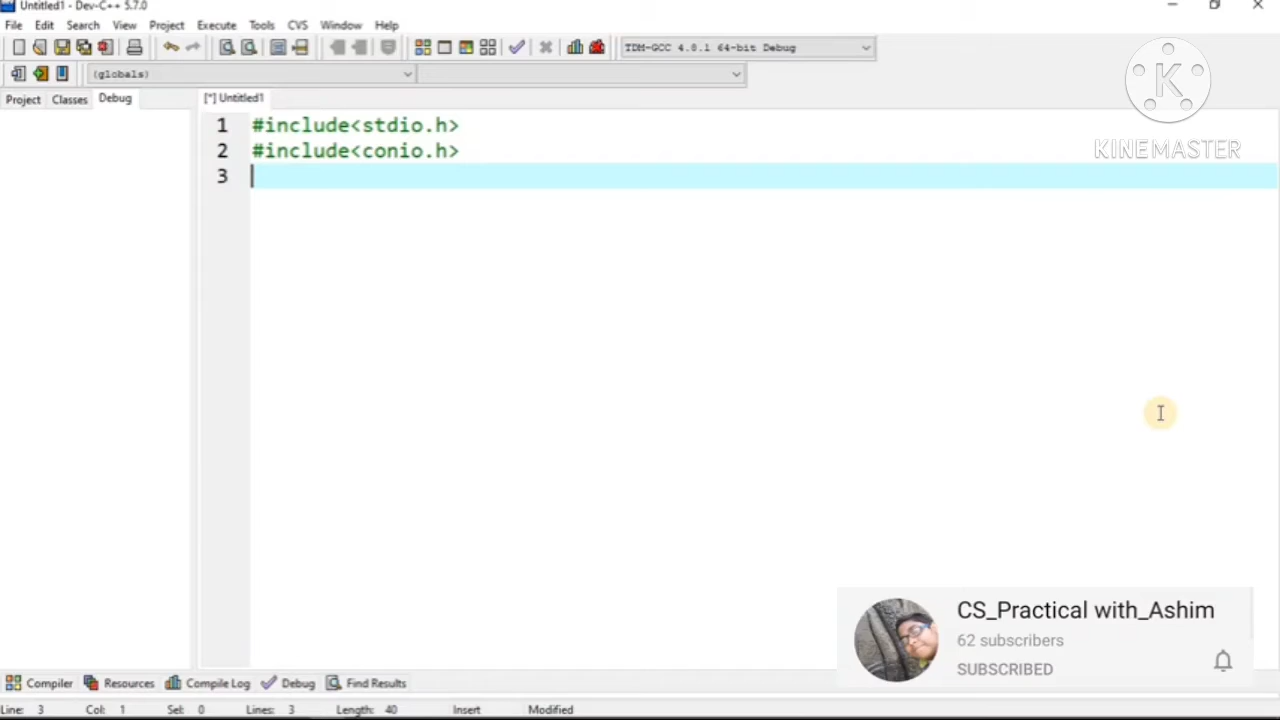 Untitled1 - Dev-C++ 5.7.0
File Edit Search View Project Execute Tools CVS Window Help
TDM-GCC 4.8.1 64-bit Debug
(globals)
Project Classes Debug [*] Untitled1
1 #include<stdio.h>
2 #include<conio.h>
3
K
KINEMASTER
CS_Practical with_Ashim
62 subscribers
SUBSCRIBED
Compiler Resources Compile Log Debug Find Results
Line: 3 Col: 1 Sel: 0 Lines: 3 Length: 40 Insert Modified